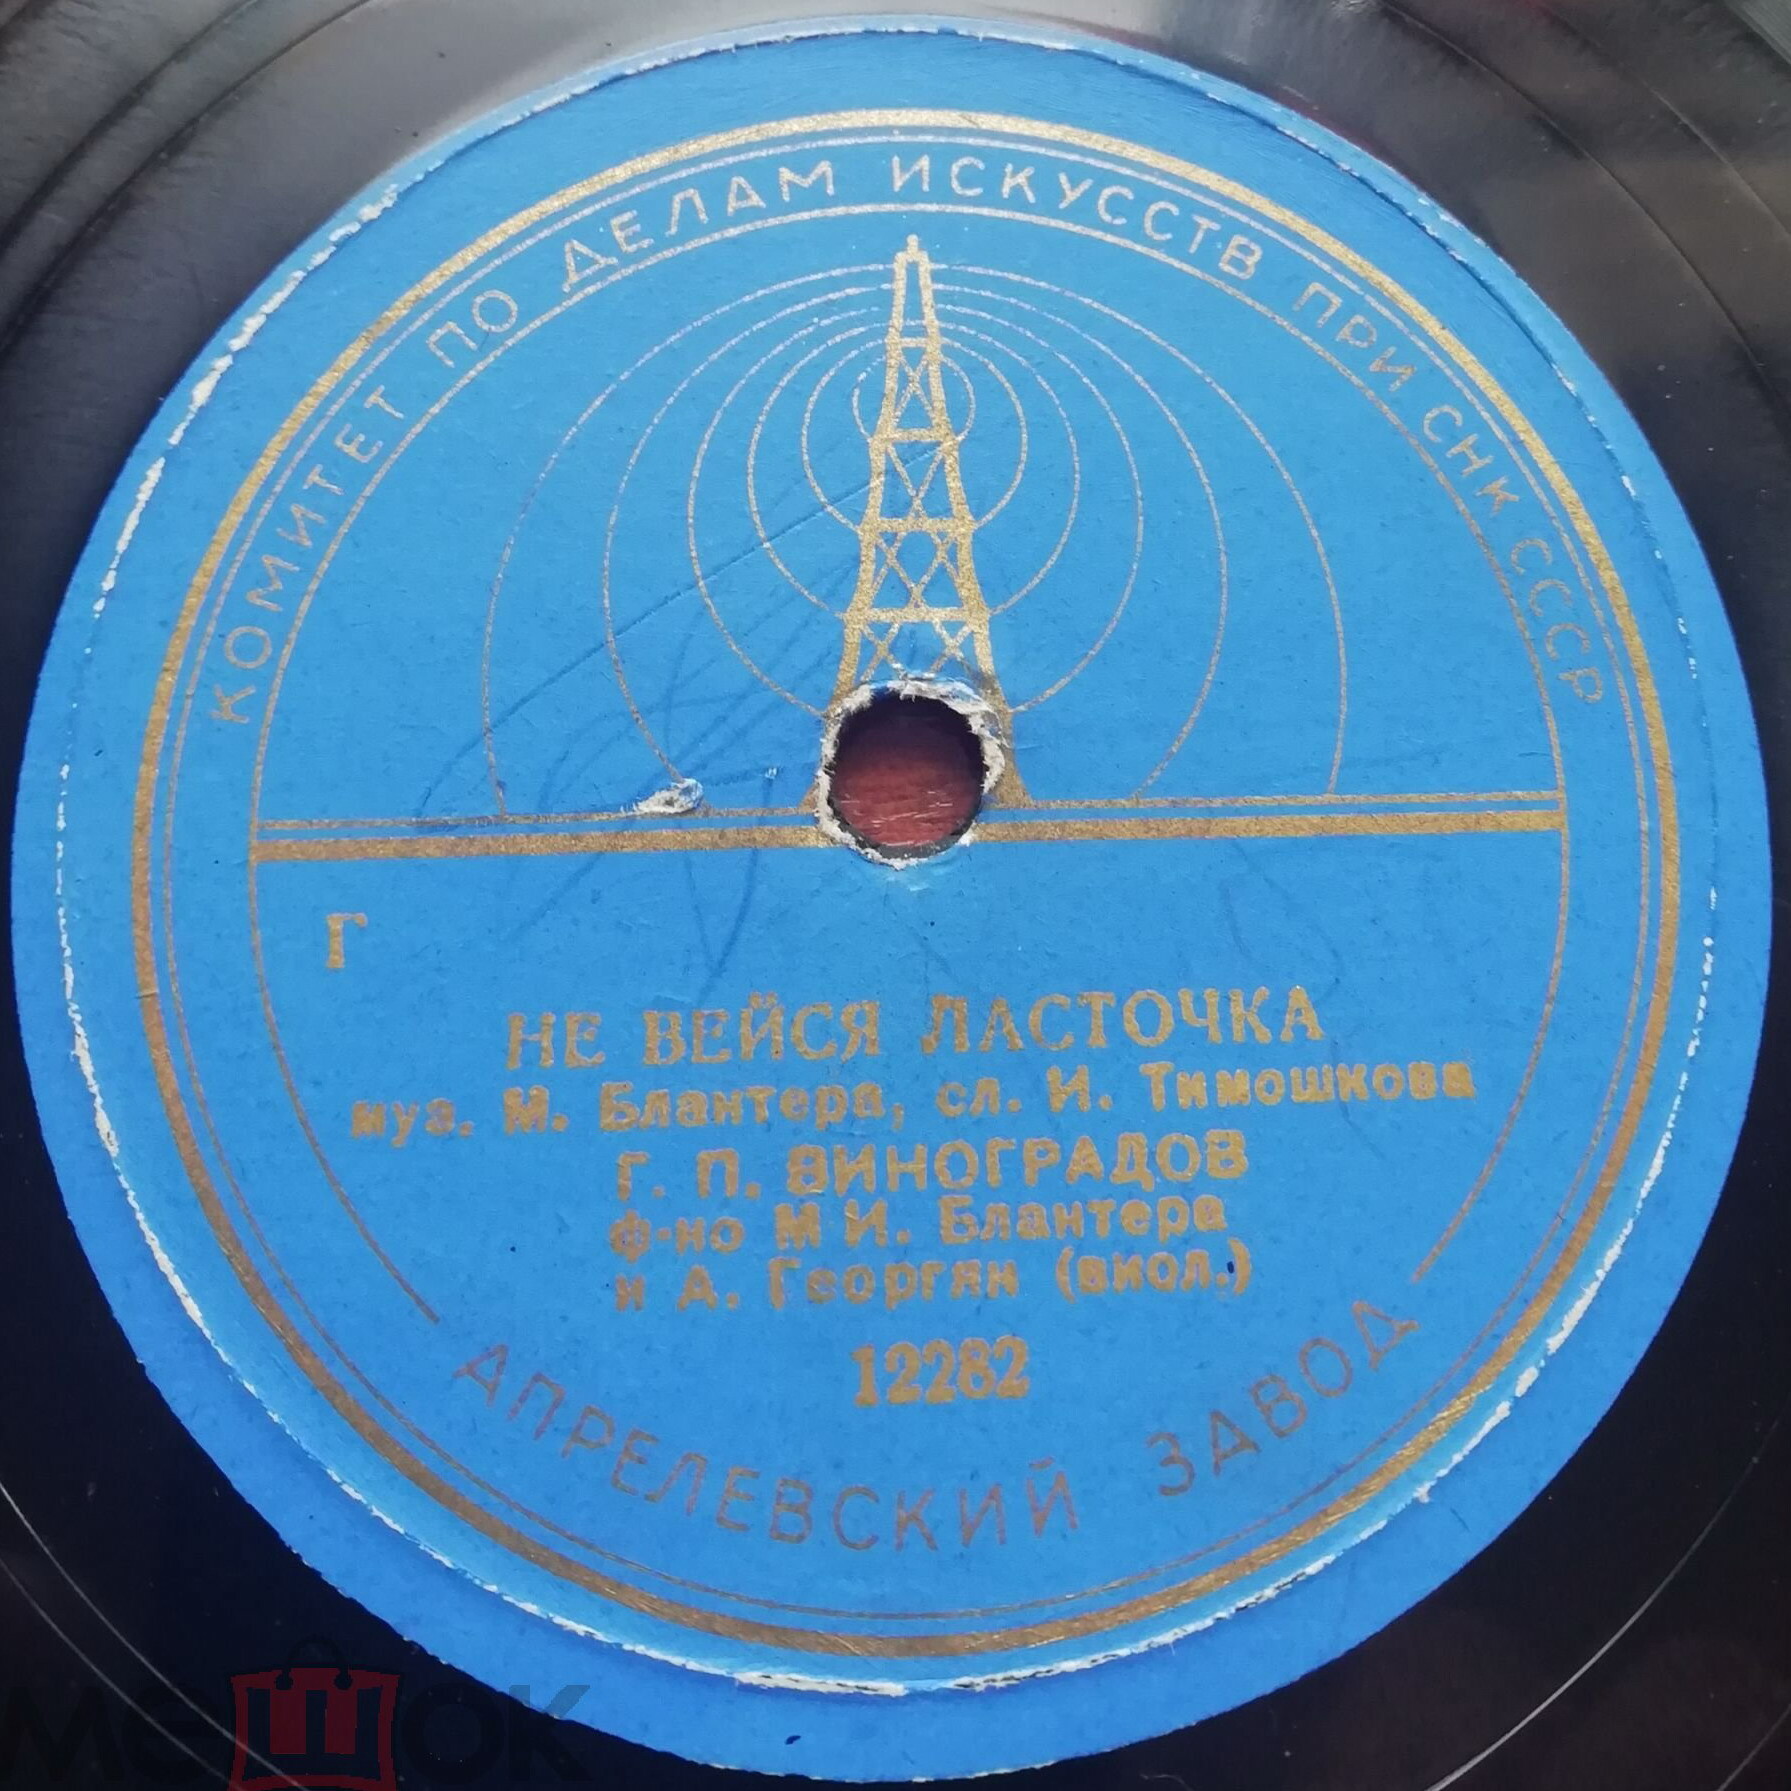 КОМИТЕТ ПО ДЕЛАМ ИСКУССТВ ПРИ СНК СССР
Г
НЕ ВЕЙСЯ ЛАСТОЧКА
муз. М. Блантера, сл. И. Тимошкова
Г. П. ВИНОГРАДОВ
ф-но М И. Блантера
и А. Георгян (виол.)
12282
АПРЕЛЕВСКИЙ ЗАВОД
мешок